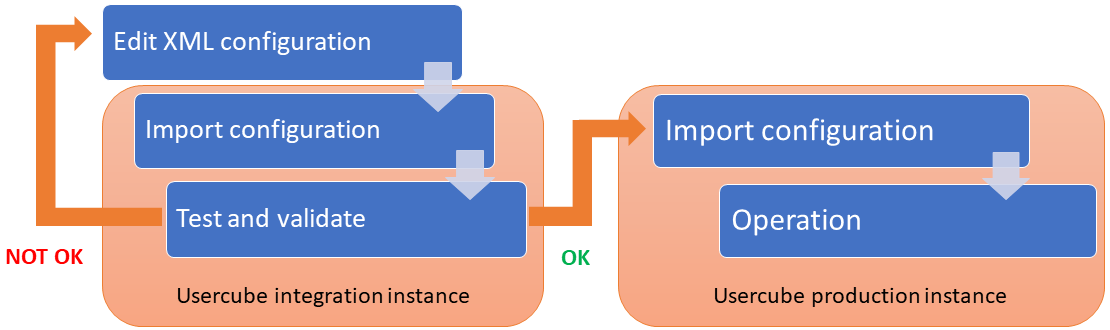 Edit XML configuration
Import configuration
Test and validate
NOT OK
Usercube integration instance
OK
Import configuration
Operation
Usercube production instance